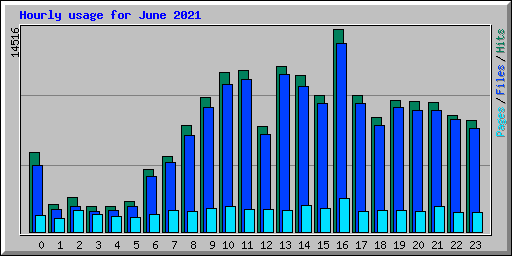 Hourly usage for June 2021
14516
Pages/Files/Hits
0 1 2 3 4 5 6 7 8 9 10 11 12 13 14 15 16 17 18 19 20 21 22 23